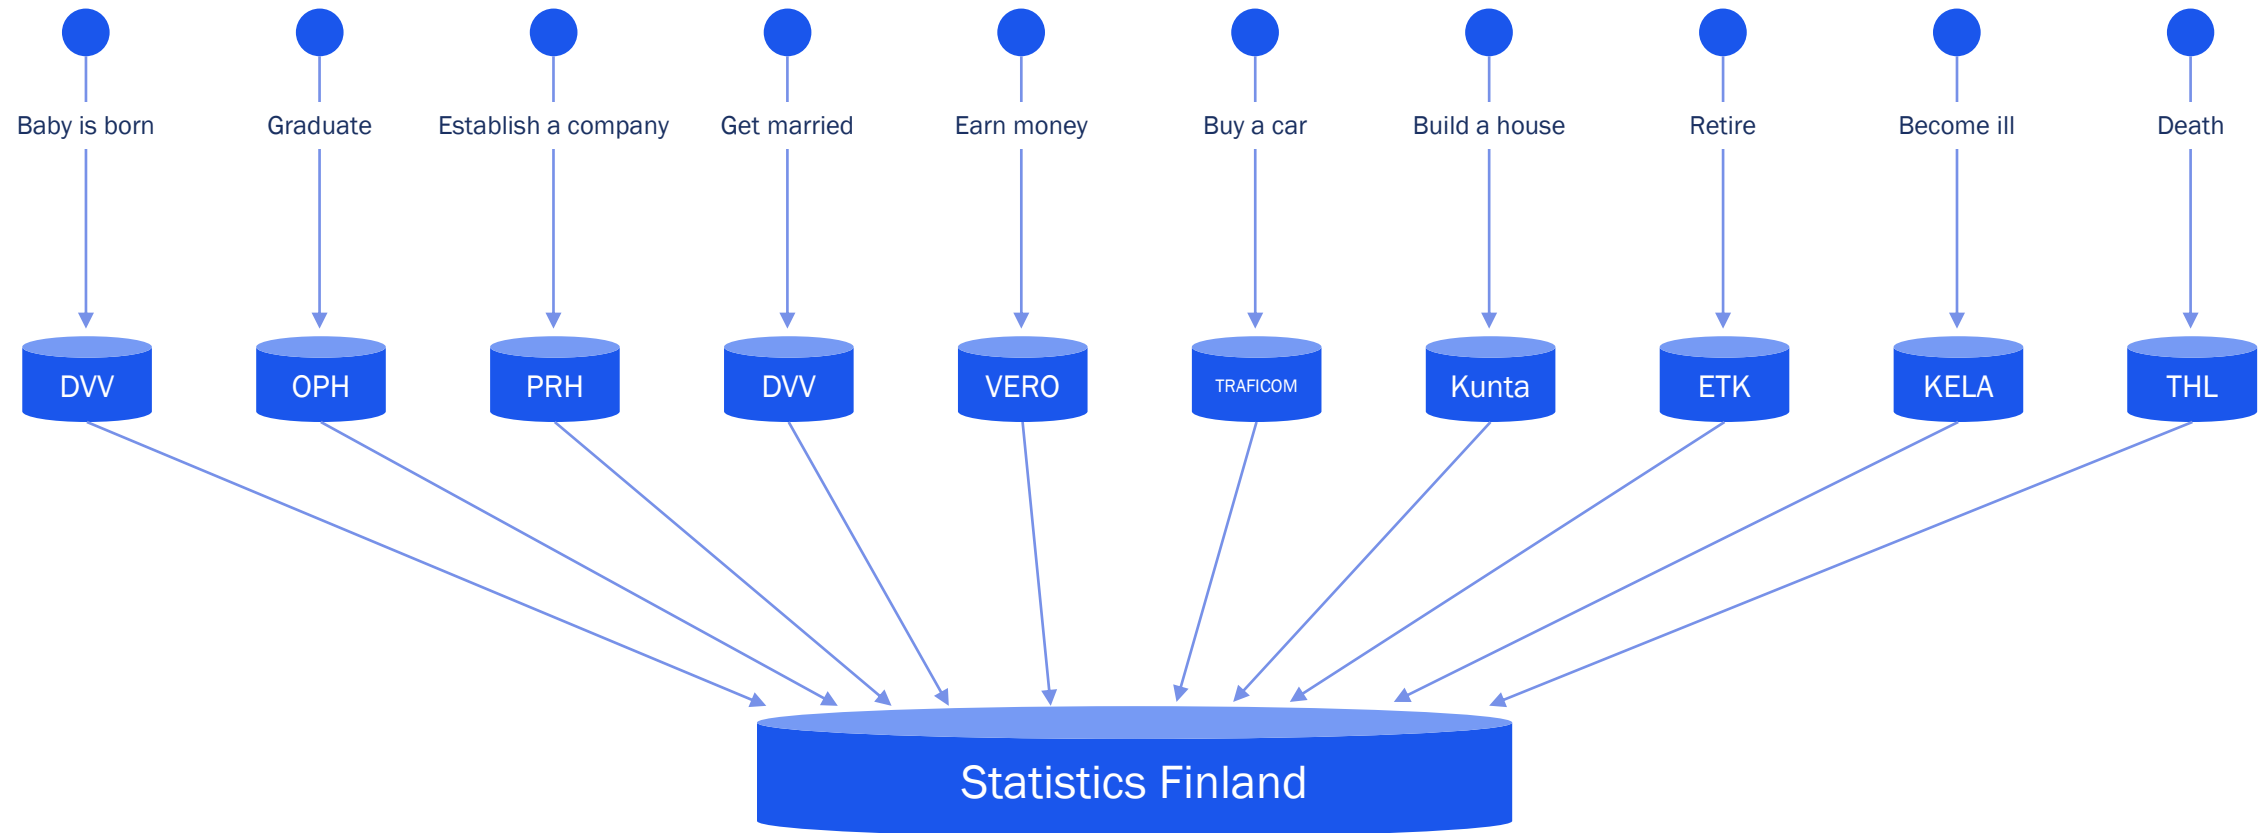 Baby is born
Graduate
Establish a company
Get married
Earn money
Buy a car
Build a house
Retire
Become ill
Death
DVV
OPH
PRH
DVV
VERO
TRAFICOM
Kunta
ETK
KELA
THL
Statistics Finland